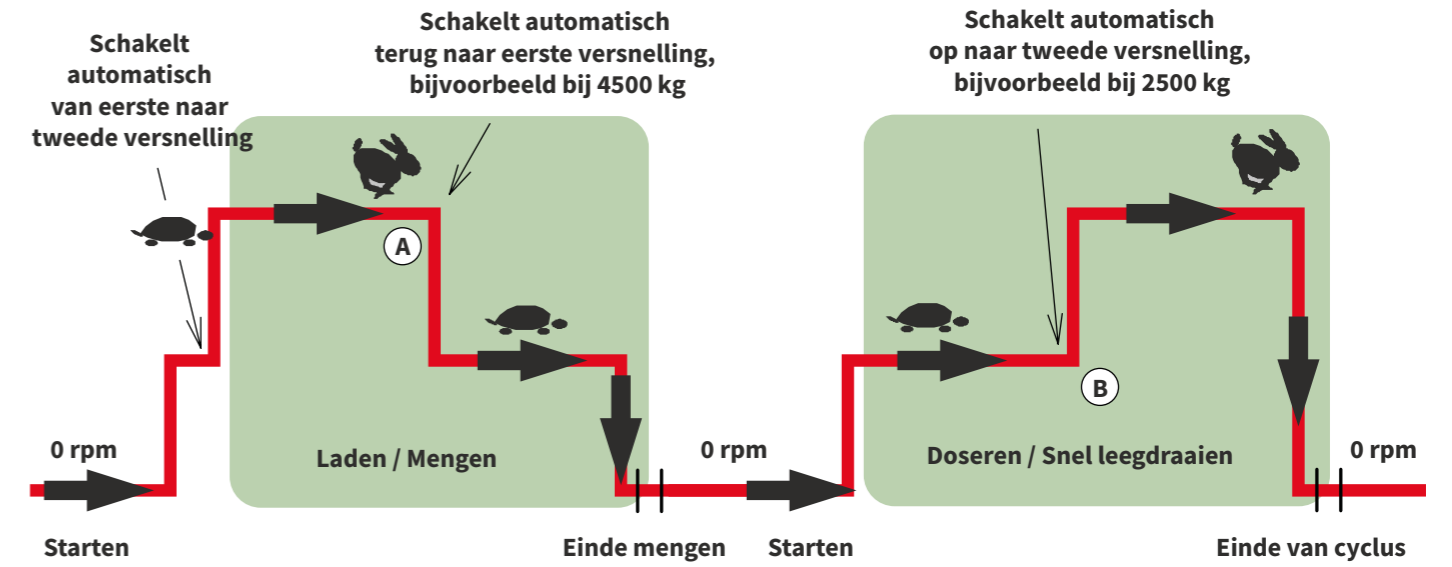 Schakelt
automatisch
van eerste naar
tweede versnelling
Schakelt automatisch
terug naar eerste versnelling,
bijvoorbeeld bij 4500 kg
Schakelt automatisch
op naar tweede versnelling,
bijvoorbeeld bij 2500 kg
A
B
0 rpm
Laden / Mengen
0 rpm
Doseren / Snel leegdraaien
0 rpm
Starten
Einde mengen
Starten
Einde van cyclus